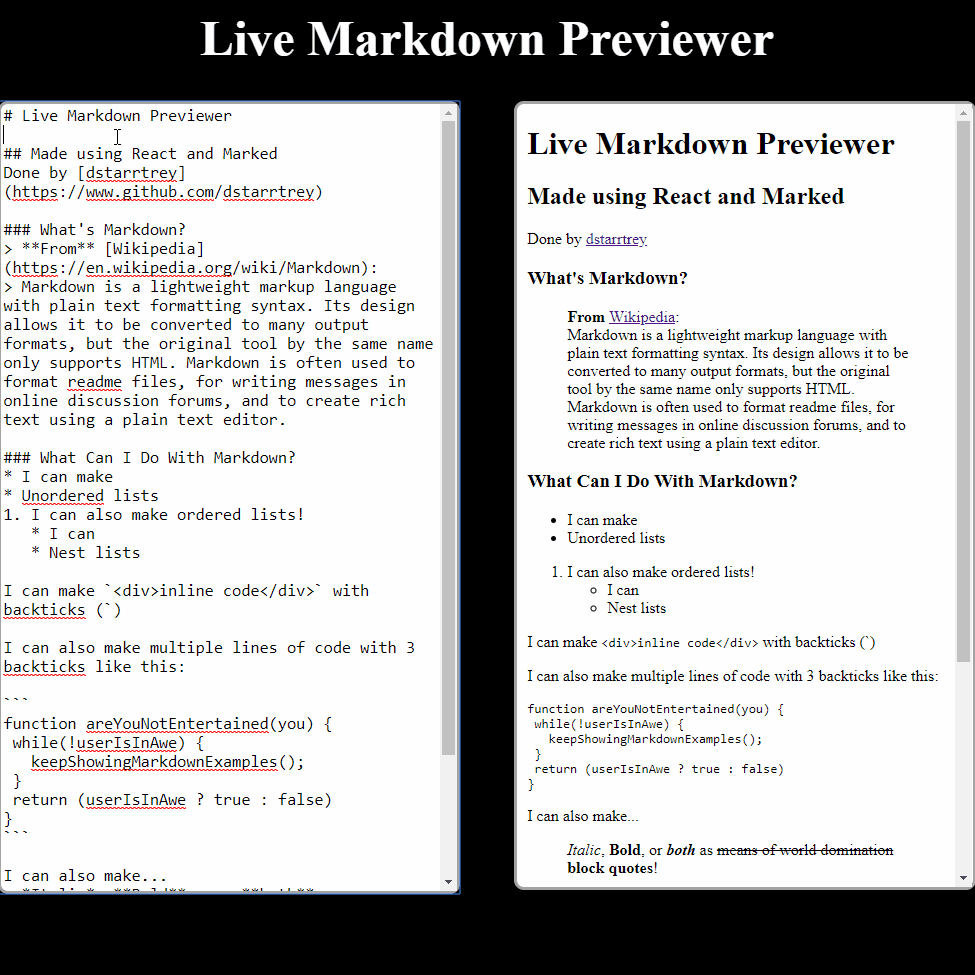 Live Markdown Previewer
# Live Markdown Previewer
## Made using React and Marked
Done by [dstarrtrey]
(https://www.github.com/dstarrtrey)
### What's Markdown?
> **From** [Wikipedia]
(https://en.wikipedia.org/wiki/Markdown):
> Markdown is a lightweight markup language
with plain text formatting syntax. Its design
allows it to be converted to many output
formats, but the original tool by the same name
only supports HTML. Markdown is often used to
format readme files, for writing messages in
online discussion forums, and to create rich
text using a plain text editor.
### What Can I Do With Markdown?
* I can make
* Unordered lists
1. I can also make ordered lists!
   * I can
   * Nest lists
I can make `<div>inline code</div>` with
backticks (`)
I can also make multiple lines of code with 3
backticks like this:
```
function areYouNotEntertained(you) {
 while(!userIsInAwe) {
   keepShowingMarkdownExamples();
 }
 return (userIsInAwe ? true : false)
}
```
I can also make...
Live Markdown Previewer
Made using React and Marked
Done by dstarrtrey
What's Markdown?
From Wikipedia:
Markdown is a lightweight markup language with
plain text formatting syntax. Its design allows it to be
converted to many output formats, but the original
tool by the same name only supports HTML.
Markdown is often used to format readme files, for
writing messages in online discussion forums, and to
create rich text using a plain text editor.
What Can I Do With Markdown?
• I can make
• Unordered lists
1. I can also make ordered lists!
○ I can
○ Nest lists
I can make <div>inline code</div> with backticks (`)
I can also make multiple lines of code with 3 backticks like this:
function areYouNotEntertained(you) {
 while(!userIsInAwe) {
   keepShowingMarkdownExamples();
 }
 return (userIsInAwe ? true : false)
}
I can also make...
Italic, Bold, or both as means of world domination
block quotes!